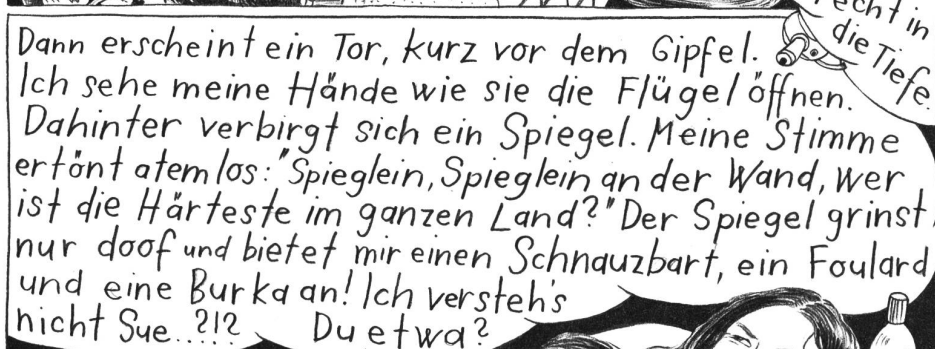 echt in
die Tiefe.
Dann erscheint ein Tor, kurz vor dem Gipfel.
Ich sehe meine Hände wie sie die Flügel öffnen.
Dahinter verbirgt sich ein Spiegel. Meine Stimme
ertönt atemlos: "Spieglein, Spieglein an der Wand, wer
ist die Härteste im ganzen Land?" Der Spiegel grinst
nur doof und bietet mir einen Schnauzbart, ein Foulard
und eine Burka an! Ich versteh's
nicht Sue...?!? Du etwa?